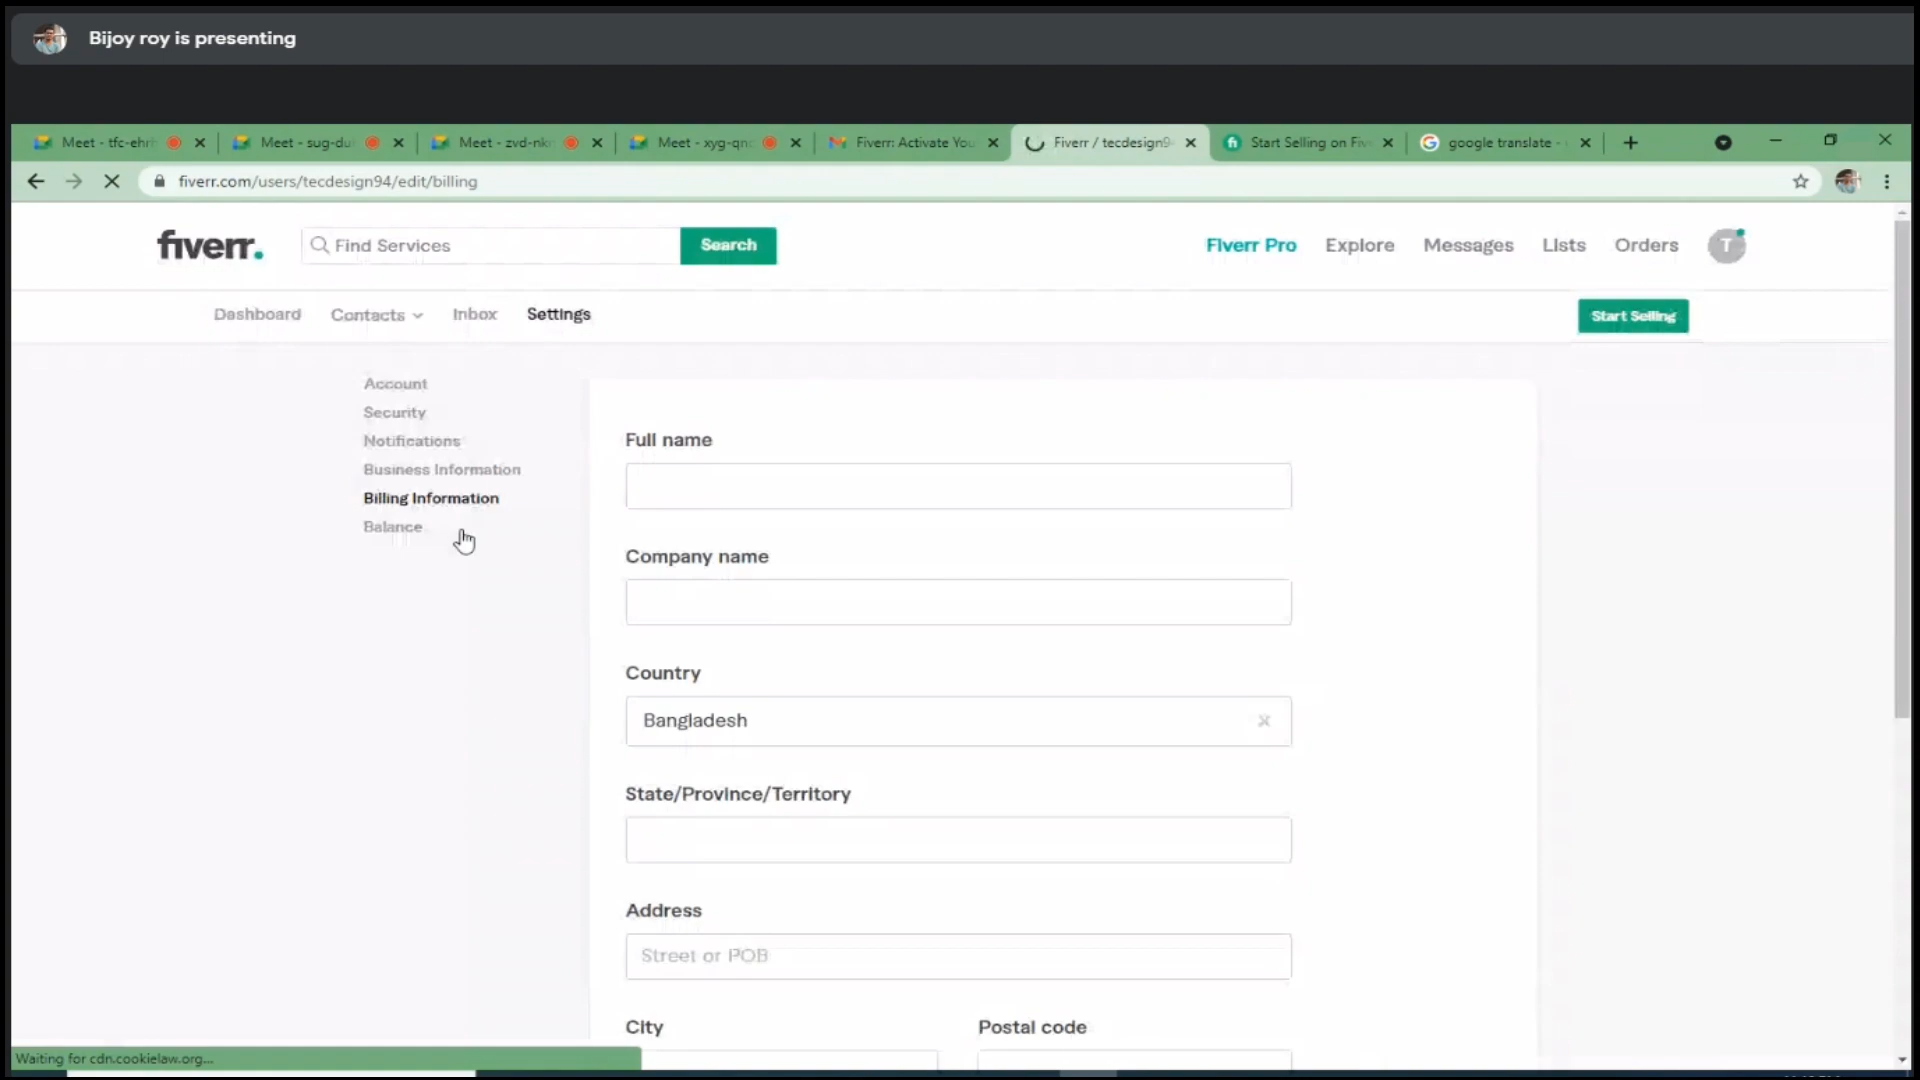 Bijoy roy is presenting
Meet - tfc-ehrh
Meet - sug-du
Meet - zvd-nk
Meet - xyg-qnc
Fiverr: Activate You
Fiverr / tecdesign9
Start Selling on Five
google translate -
fiverr.com/users/tecdesign94/edit/billing
fiverr.
Find Services
Search
Fiverr Pro
Explore
Messages
Lists
Orders
T
Dashboard
Contacts
Inbox
Settings
Start Selling
Account
Security
Notifications
Business Information
Billing Information
Balance
Full name
Company name
Country
Bangladesh
State/Province/Territory
Address
Street or POB
City
Postal code
Waiting for cdn.cookielaw.org...